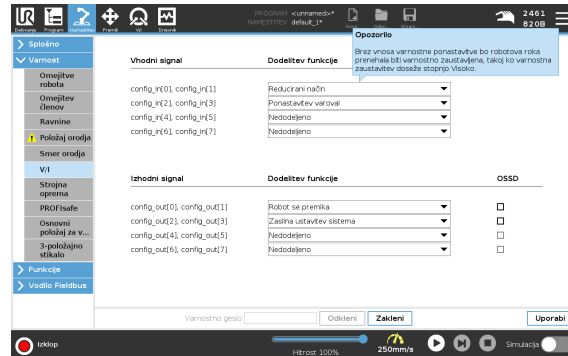 PROGRAM <unnamed>*
NAMESTITEV default_1*
2461
820B
Delovanje
Program
Namestitev
Premik
V/I
Dnevnik
Opozorilo
Brez vnosa varnostne ponastavitve bo robotova roka
prenehala biti varnostno zaustavljena, takoj ko varnostna
zaustavitev doseže stopnjo Visoko.
Splošno
Varnost
Omejitve
robota
Omejitev
členov
Ravnine
Položaj orodja
Smer orodja
V/I
Strojna
oprema
PROFIsafe
Osnovni
položaj za v...
3-položajno
stikalo
Funkcije
Vodilo Fieldbus
Vhodni signal
Dodelitev funkcije
config_in[0], config_in[1]
Reducirani način
config_in[2], config_in[3]
Ponastavitev varoval
config_in[4], config_in[5]
Nedodeljeno
config_in[6], config_in[7]
Nedodeljeno
Izhodni signal
Dodelitev funkcije
OSSD
config_out[0], config_out[1]
Robot se premika
config_out[2], config_out[3]
Zasilna ustavitev sistema
config_out[4], config_out[5]
Nedodeljeno
config_out[6], config_out[7]
Nedodeljeno
Varnostno geslo
Odkleni
Zakleni
Uporabi
Izklop
Hitrost 100%
250mm/s
Simulacija